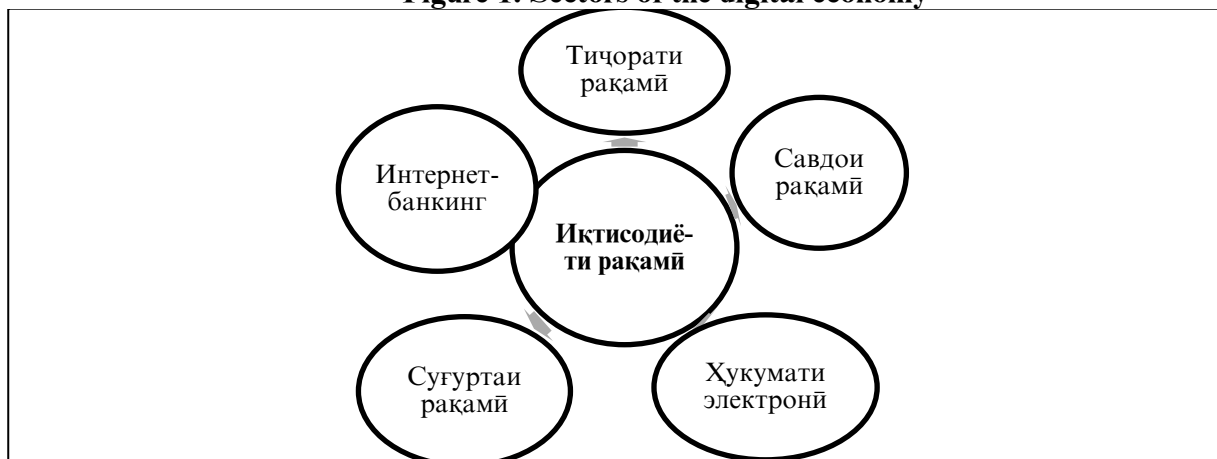 Figure 1. Sectors of the digital economy
Тиҷорати
рақамӣ
Савдои
рақамӣ
Интернет-
банкинг
Иқтисодиё-
ти рақамӣ
Суғуртаи
рақамӣ
Ҳукумати
электронӣ